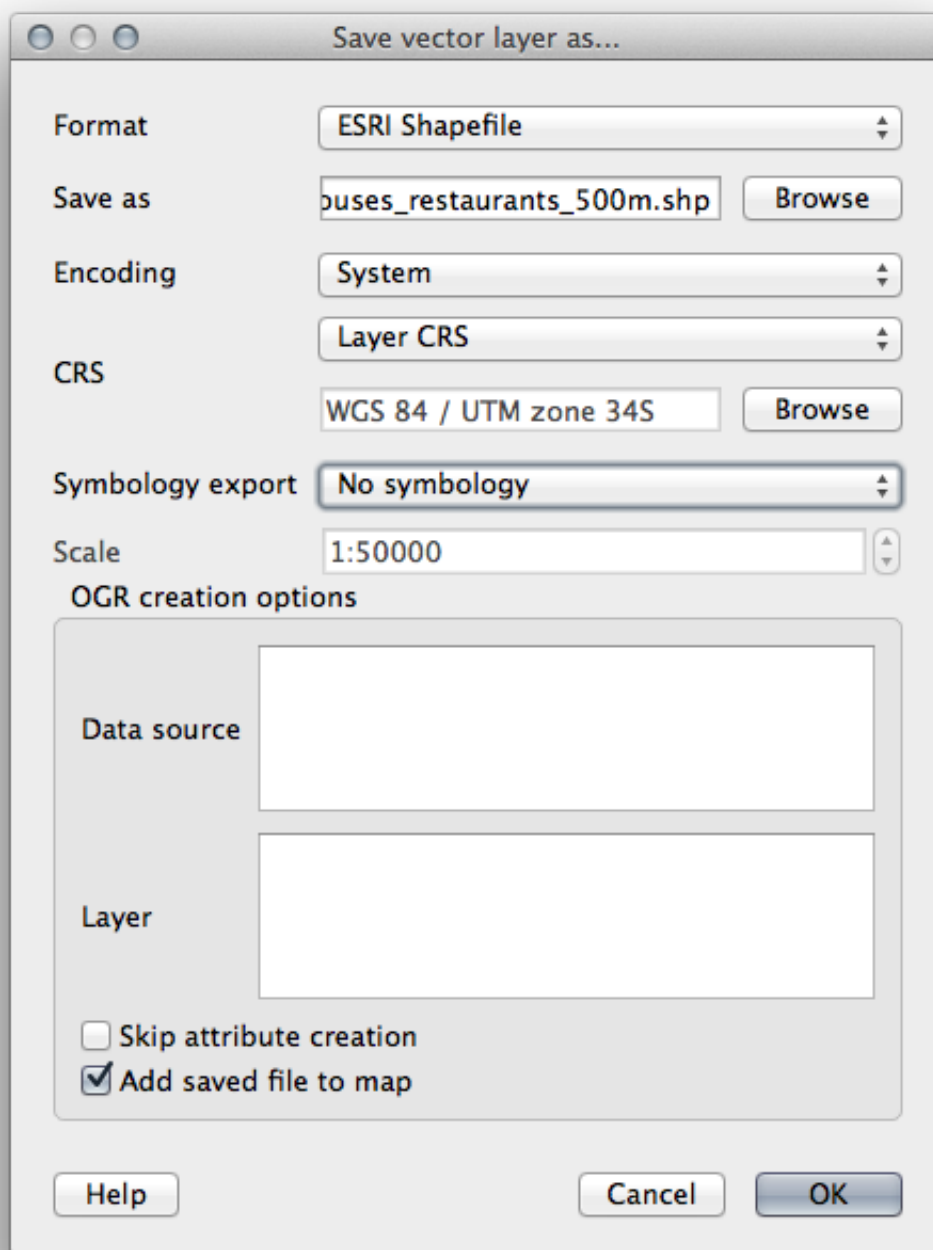 Save vector layer as...
Format ESRI Shapefile
Save as ouses_restaurants_500m.shp Browse
Encoding System
Layer CRS
CRS
WGS 84 / UTM zone 34S Browse
Symbology export No symbology
Scale 1:50000
OGR creation options
Data source
Layer
Skip attribute creation
Add saved file to map
Help Cancel OK